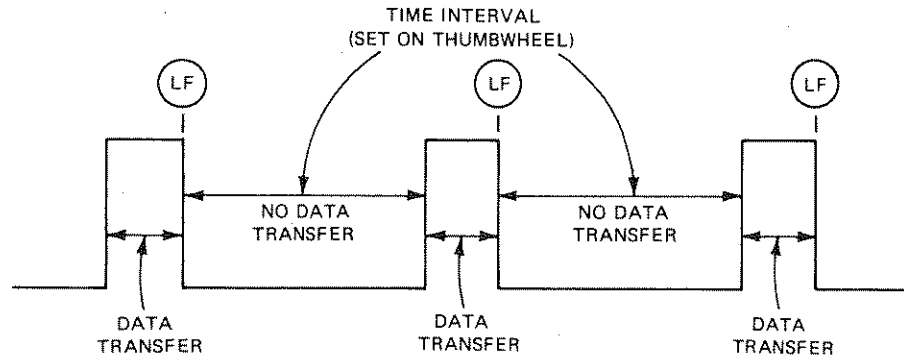 TIME INTERVAL
(SET ON THUMBWHEEL)
LF
LF
LF
NO DATA
TRANSFER
NO DATA
TRANSFER
DATA
TRANSFER
DATA
TRANSFER
DATA
TRANSFER